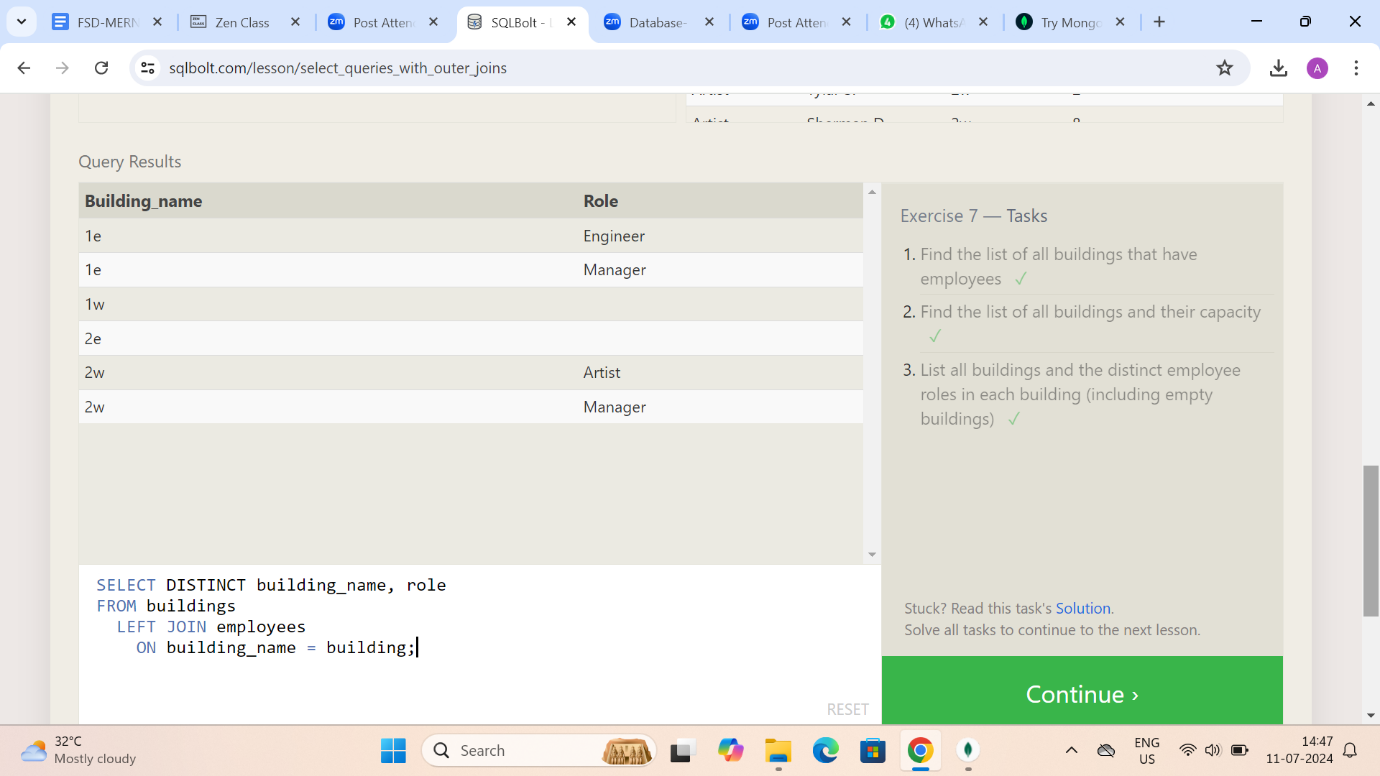 FSD-MERN
Zen Class
Post Atten
SQLBolt -
Database-
Post Atten
(4) WhatsA
Try Mongo
sqlbolt.com/lesson/select_queries_with_outer_joins
A
Query Results
Building_name Role
1e Engineer
1e Manager
1w
2e
2w Artist
2w Manager
Exercise 7 — Tasks
1. Find the list of all buildings that have
employees ✓
2. Find the list of all buildings and their capacity
✓
3. List all buildings and the distinct employee
roles in each building (including empty
buildings) ✓
SELECT DISTINCT building_name, role
FROM buildings
LEFT JOIN employees
ON building_name = building;
RESET
Stuck? Read this task's Solution.
Solve all tasks to continue to the next lesson.
Continue ›
32°C
Mostly cloudy
Search
ENG
US
14:47
11-07-2024